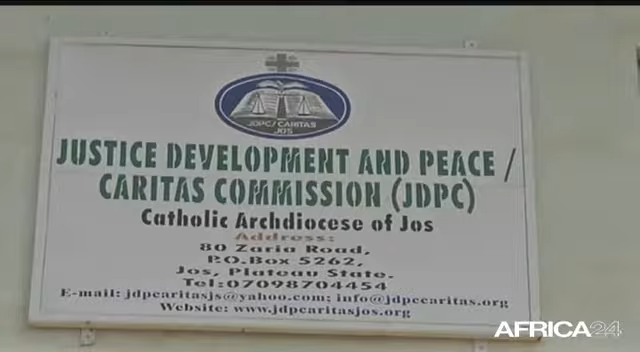 JDPC/CARITAS
JOS
JUSTICE DEVELOPMENT AND PEACE /
CARITAS COMMISSION (JDPC)
Catholic Archdiocese of Jos
Address:
80 Zaria Road,
P.O.Box 5262,
Jos, Plateau State.
Tel:07098704454
E-mail: jdpcaritasjs@yahoo.com; info@jdpccaritas.org
Website: www.jdpcaritasjos.org
AFRICA24